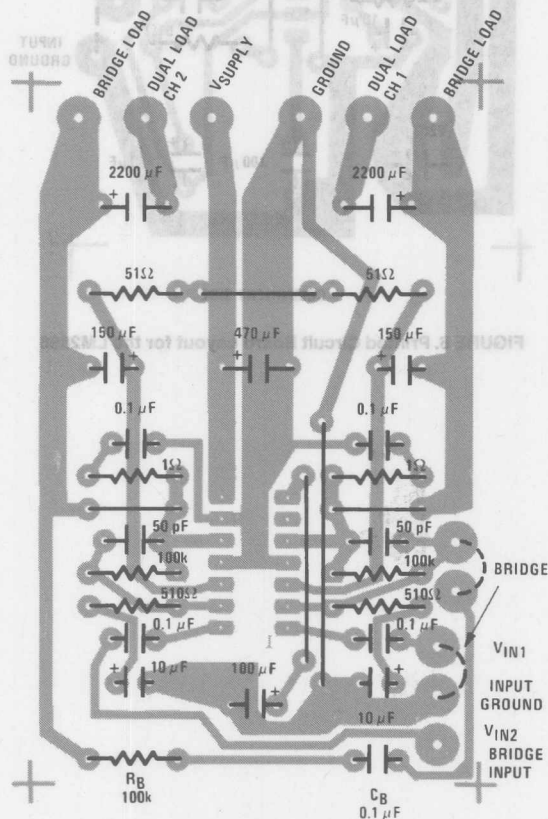 BRIDGE LOAD
DUAL LOAD
CH 2
VSUPPLY
GROUND
DUAL LOAD
CH 1
BRIDGE LOAD
INPUT
GROUND
2200 µF
+
2200 µF
+
51Ω
51Ω
FIGURE 6. Printed Circuit Board Layout for the
150 µF
+
470 µF
+
150 µF
+
0.1 µF
0.1 µF
1Ω
1Ω
50 pF
50 pF
100k
100k
BRIDGE
510Ω
510Ω
0.1 µF
0.1 µF
VIN1
+
10 µF
100 µF
+
+
10 µF
INPUT
GROUND
VIN2
BRIDGE
INPUT
RB
100k
CB
0.1 µF